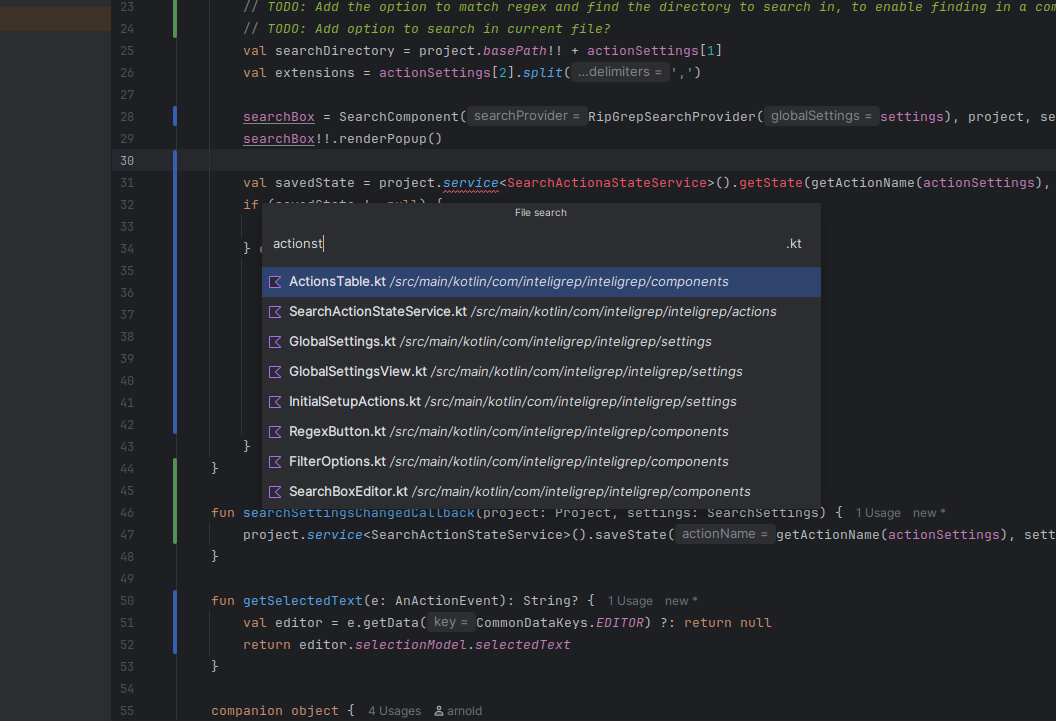 23 // TODO: Add the option to match regex and find the directory to search in, to enable finding in a com
24 // TODO: Add option to search in current file?
25 val searchDirectory = project.basePath!! + actionSettings[1]
26 val extensions = actionSettings[2].split( ...delimiters = ',')
27
28 searchBox = SearchComponent( searchProvider = RipGrepSearchProvider( globalSettings = settings), project, se
29 searchBox!!.renderPopup()
30
31 val savedState = project.service<SearchActionaStateService>().getState(getActionName(actionSettings),
32 if (savedState != null) {
File search
33
actionst .kt
34 } e
35
ActionsTable.kt /src/main/kotlin/com/inteligrep/inteligrep/components
36
SearchActionStateService.kt /src/main/kotlin/com/inteligrep/inteligrep/actions
37
38
GlobalSettings.kt /src/main/kotlin/com/inteligrep/inteligrep/settings
39
GlobalSettingsView.kt /src/main/kotlin/com/inteligrep/inteligrep/settings
40
41
InitialSetupActions.kt /src/main/kotlin/com/inteligrep/inteligrep/settings
42
RegexButton.kt /src/main/kotlin/com/inteligrep/inteligrep/components
43 }
FilterOptions.kt /src/main/kotlin/com/inteligrep/inteligrep/components
44 }
45
SearchBoxEditor.kt /src/main/kotlin/com/inteligrep/inteligrep/components
46 fun searchSettingsChangedCallback(project: Project, settings: SearchSettings) { 1 Usage new *
47 project.service<SearchActionStateService>().saveState( actionName = getActionName(actionSettings), sett
48 }
49
50 fun getSelectedText(e: AnActionEvent): String? { 1 Usage new *
51 val editor = e.getData( key = CommonDataKeys.EDITOR) ?: return null
52 return editor.selectionModel.selectedText
53 }
54
55 companion object { 4 Usages arnold